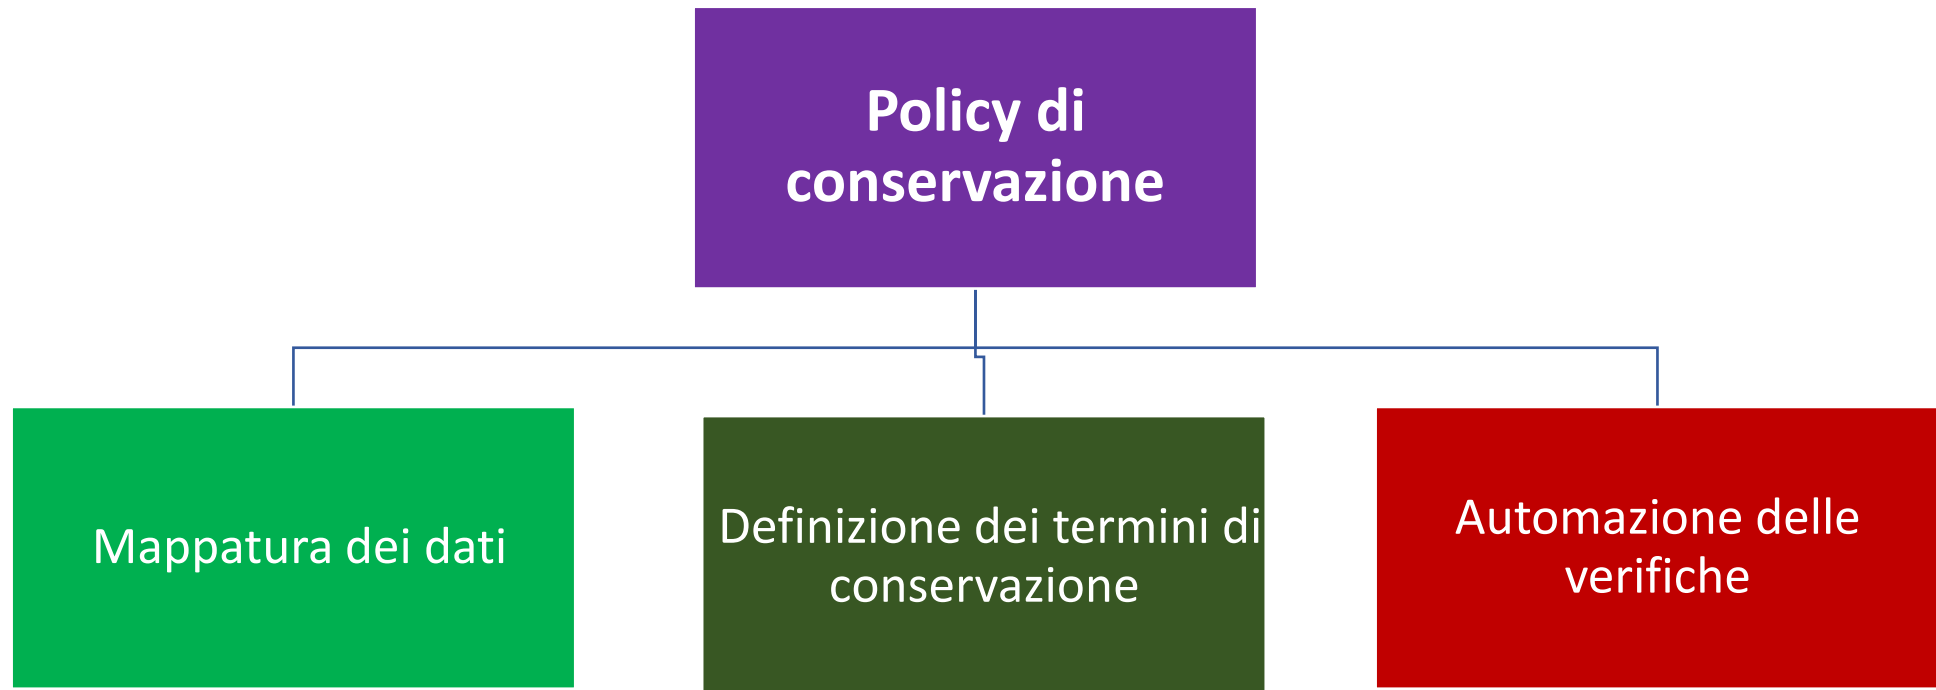 Policy di
conservazione
Mappatura dei dati
Definizione dei termini di
conservazione
Automazione delle
verifiche